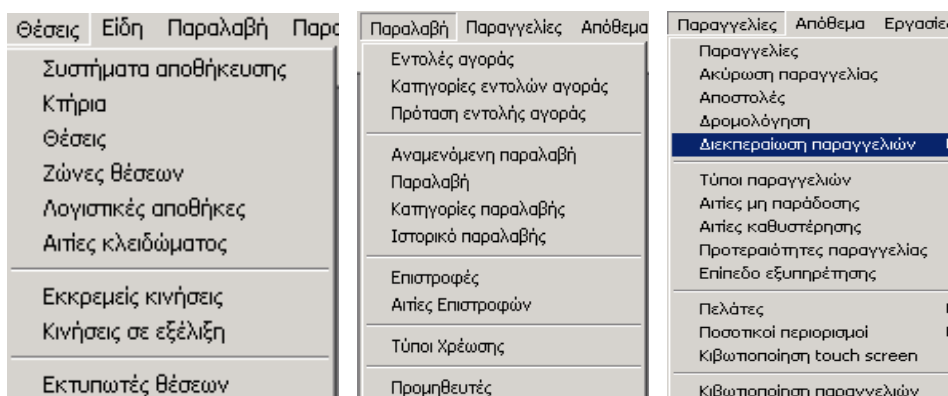 Θέσεις Είδη Παραλαβή
Συστήματα αποθήκευσης
Κτήρια
Θέσεις
Ζώνες θέσεων
Λογιστικές αποθήκες
Αιτίες κλειδώματος
Εκκρεμείς κινήσεις
Κινήσεις σε εξέλιξη
Εκτυπωτές θέσεων
Παραλαβή Παραγγελίες Απόθεμα
Εντολές αγοράς
Κατηγορίες εντολών αγοράς
Πρόταση εντολής αγοράς
Αναμενόμενη παραλαβή
Παραλαβή
Κατηγορίες παραλαβής
Ιστορικό παραλαβής
Επιστροφές
Αιτίες Επιστροφών
Τύποι Χρέωσης
Προμηθευτές
Παραγγελίες Απόθεμα Εργασίες
Παραγγελίες
Ακύρωση παραγγελίας
Αποστολές
Δρομολόγηση
Διεκπεραίωση παραγγελιών
Τύποι παραγγελιών
Αιτίες μη παράδοσης
Αιτίες καθυστέρησης
Προτεραιότητες παραγγελίας
Επίπεδο εξυπηρέτησης
Πελάτες
Ποσοτικοί περιορισμοί
Κιβωτιοποίηση touch screen
Κιβωτιοποίηση παραγγελιών